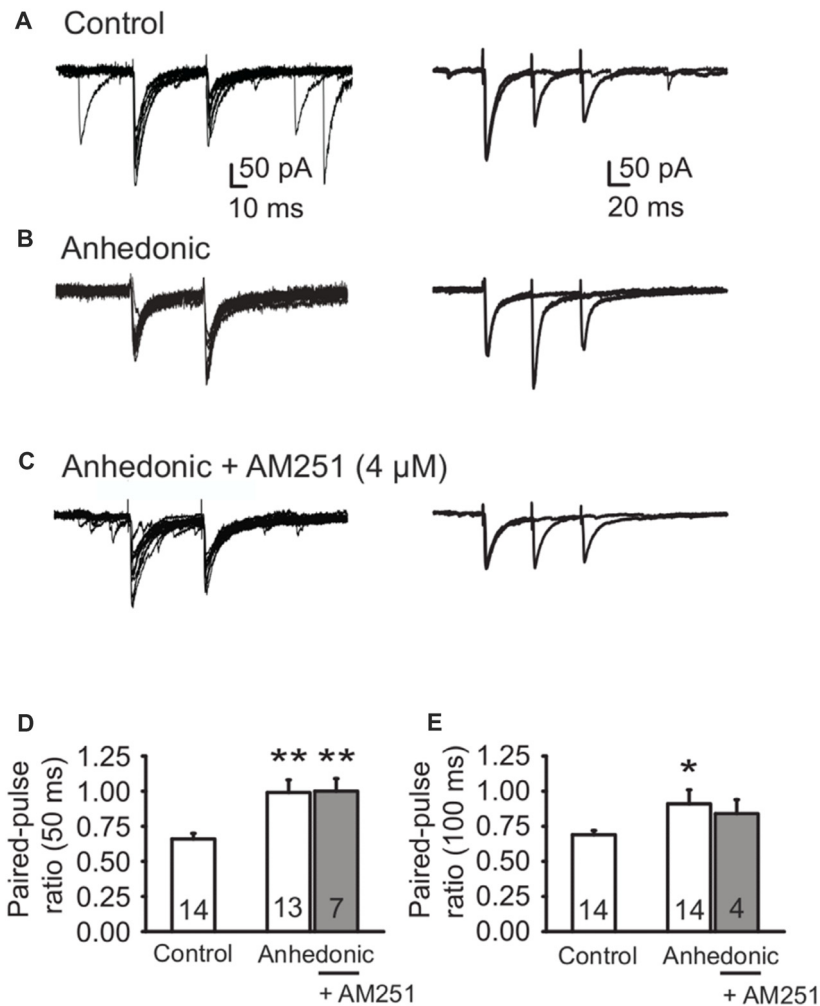 A Control
50 pA
10 ms
50 pA
20 ms
B Anhedonic
C Anhedonic + AM251 (4 µM)
D
Paired-pulse
ratio (50 ms)
1.25
1.00
0.75
0.50
0.25
0.00
** **
14 13 7
Control Anhedonic
+ AM251
E
Paired-pulse
ratio (100 ms)
1.25
1.00
0.75
0.50
0.25
0.00
*
14 14 4
Control Anhedonic
+ AM251